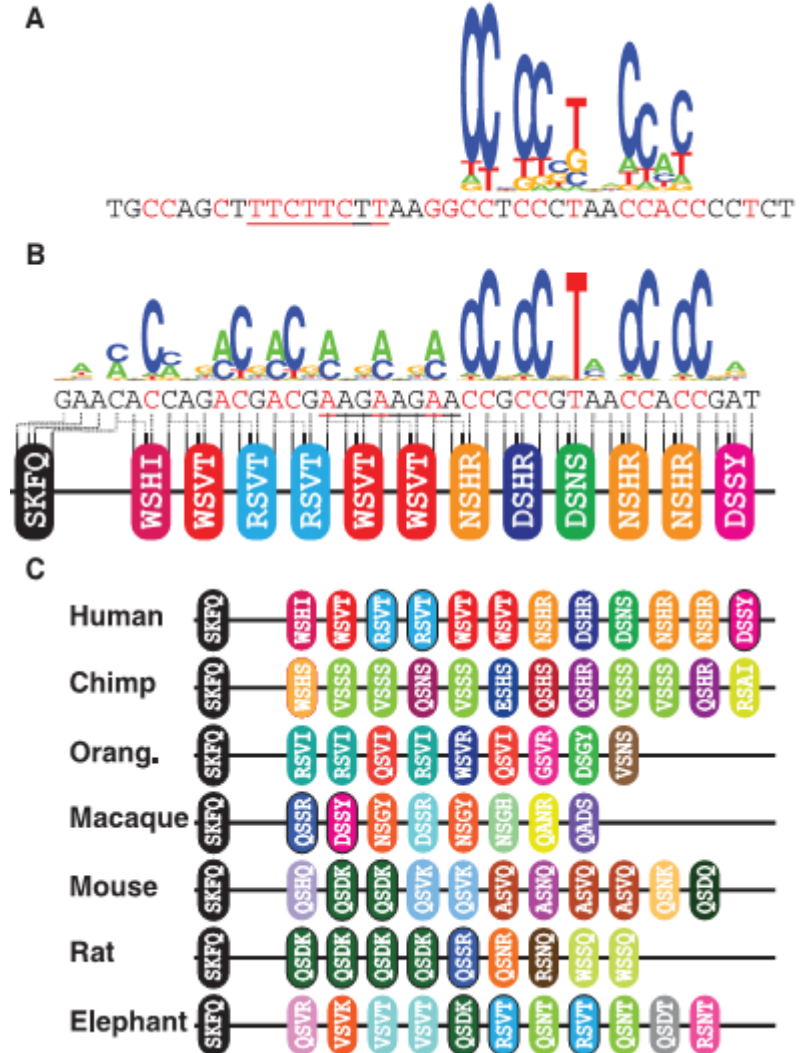 A
TGCCAGCTTTCTTCTTAAGGCCTCCCTAACCACCCCTCT
B
GAACACCAGACGACGAAGAAGAACCGCCGTAACCACCGAT
SKFQ WSHI WSVT RSVT RSVT WSVT WSVT NSHR DSHR DSNS NSHR NSHR DSSY
C
Human SKFQ WSHI WSVT RSVT RSVT WSVT WSVT NSHR DSHR DSNS NSHR NSHR DSSY
Chimp SKFQ WSHS VSSS VSSS QSNS VSSS ESHS QSHS QSHR VSSS VSSS QSHR RSAI
Orang. SKFQ RSVI RSVI QSVI RSVI WSVR QSVI GSVR DSGY VSNS
Macaque SKFQ QSSR DSSY NSGY DSSR NSGY NSGH QANR QADS
Mouse SKFQ QSHQ QSDK QSDK QSVK QSVK ASVQ ASNQ ASVQ ASVQ QSNK QSDQ
Rat SKFQ QSDK QSDK QSDK QSDK QSSR QSNR RSNQ WSSQ WSSQ
Elephant SKFQ QSVR VSVK VSVT VSVT QSDK RSVT QSNT RSVT QSNT QSDT RSNT